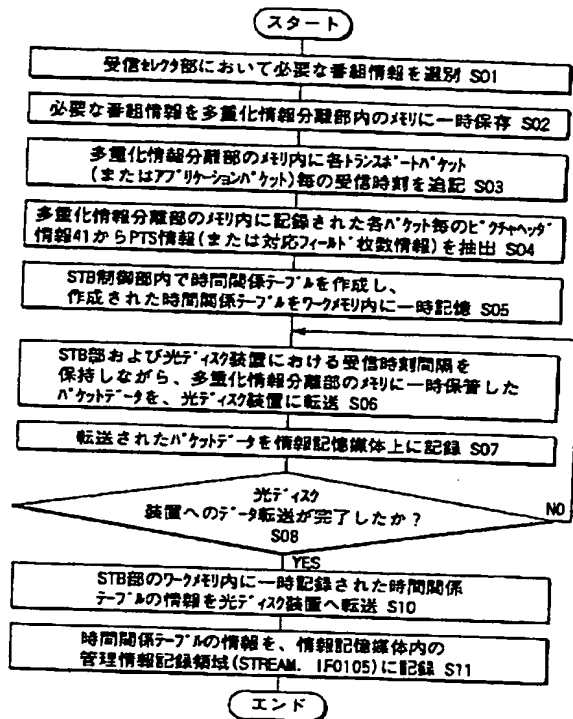 スタート
受信セレクタ部において必要な番組情報を選別 S01
必要な番組情報を多重化情報分離部内のメモリに一時保存 S02
多重化情報分離部のメモリ内に各トランスポートパケット
(またはアプリケーションパケット)毎の受信時刻を追記 S03
多重化情報分離部のメモリ内に記録された各パケット毎のピクチャヘッダ
情報41からPTS情報(または対応フィールド枚数情報)を抽出 S04
STB制御部内で時間関係テーブルを作成し、
作成された時間関係テーブルをワークメモリ内に一時記憶 S05
STB部および光ディスク装置における受信時刻間隔を
保持しながら、多重化情報分離部のメモリに一時保管した
パケットデータを、光ディスク装置に転送 S06
転送されたパケットデータを情報記憶媒体上に記録 S07
光ディスク
装置へのデータ転送が完了したか?
S08
NO
YES
STB部のワークメモリ内に一時記録された時間関係
テーブルの情報を光ディスク装置へ転送 S10
時間関係テーブルの情報を、情報記憶媒体内の
管理情報記録領域(STREAM. IFO105)に記録 S11
エンド